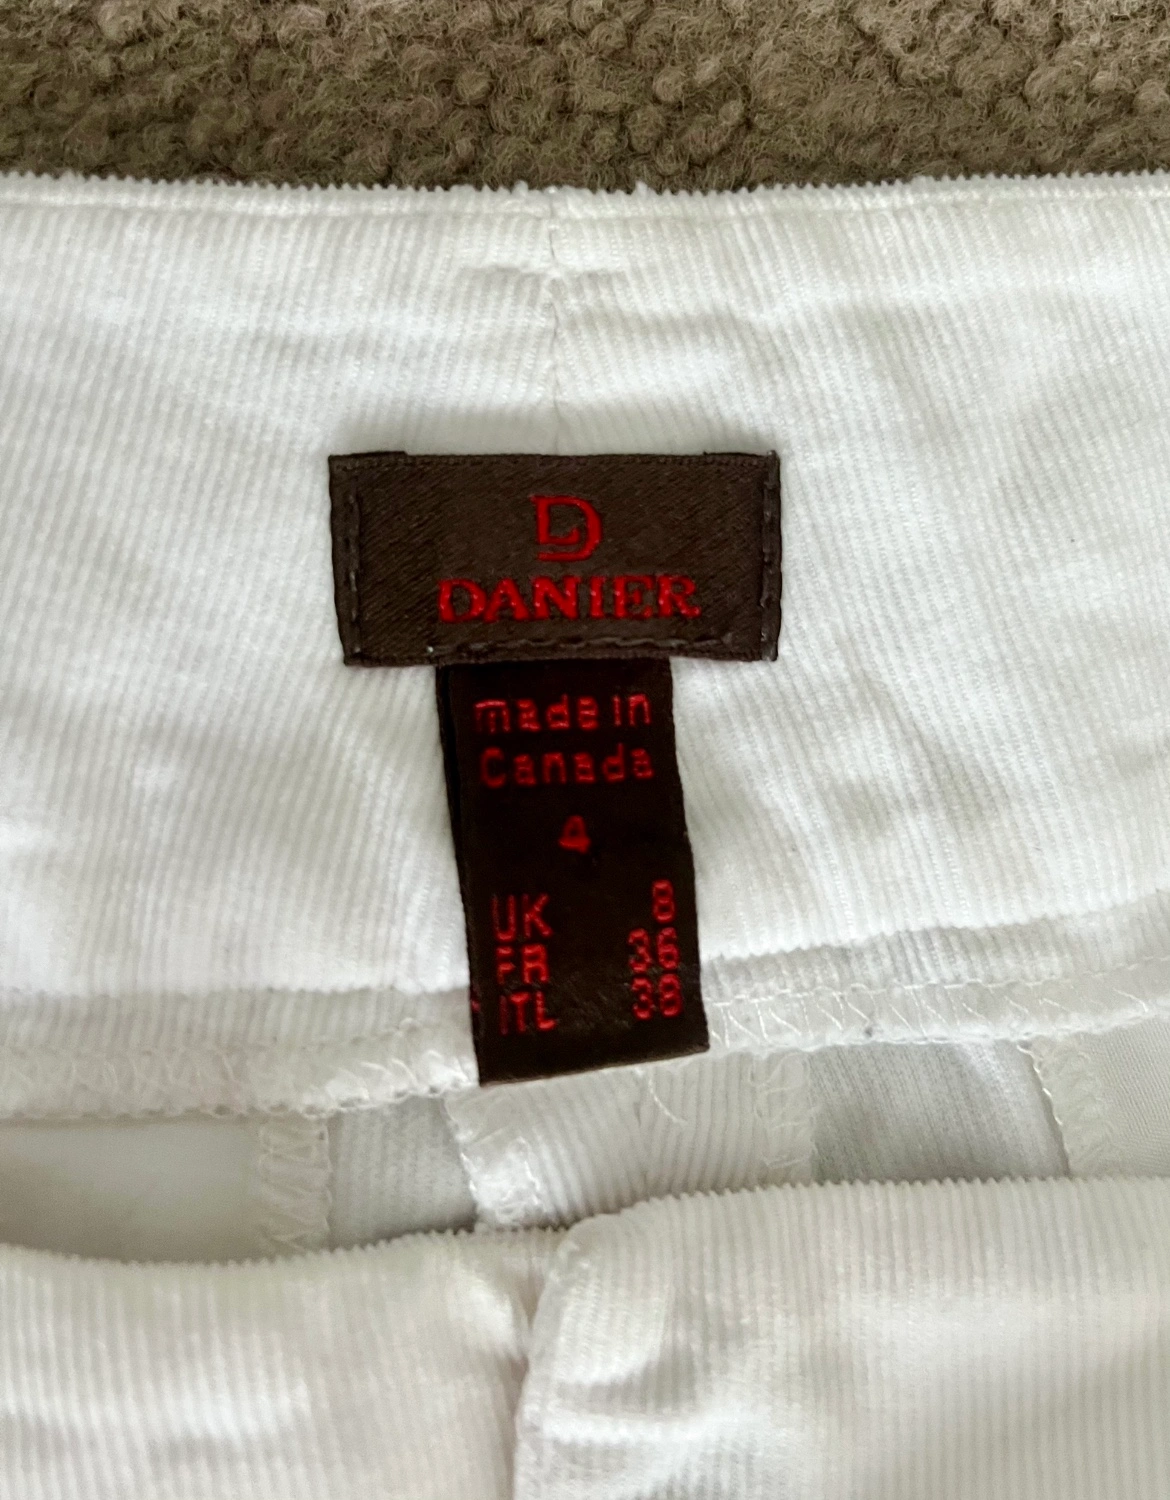 D
DANIER
made in
Canada
4
UK 8
FR 36
ITL 38